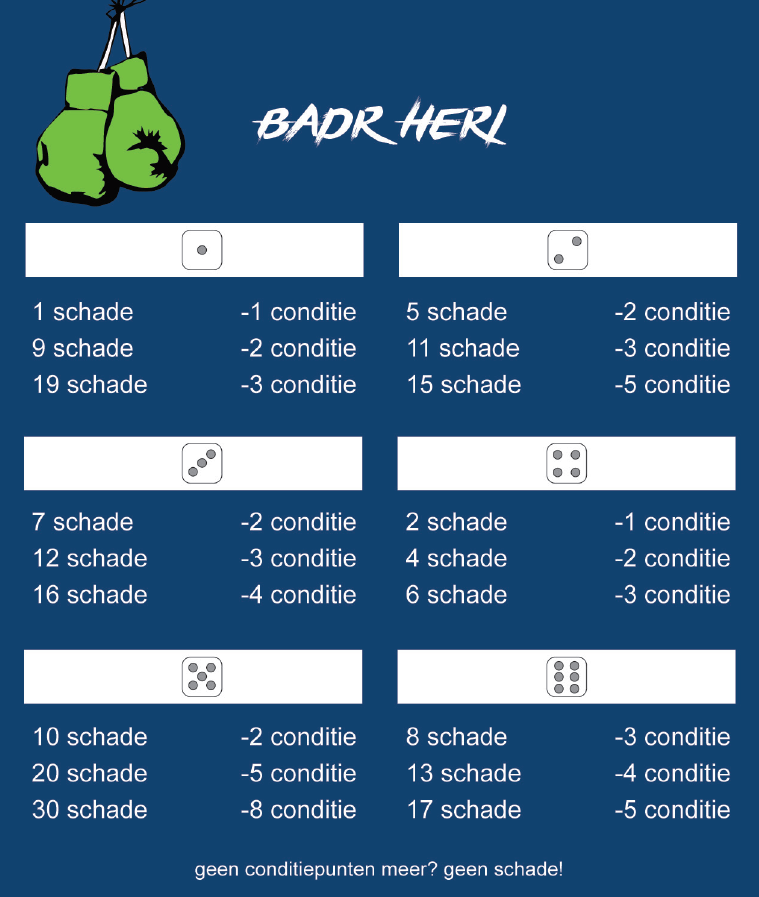 BADR HERI
1 schade -1 conditie
9 schade -2 conditie
19 schade -3 conditie
5 schade -2 conditie
11 schade -3 conditie
15 schade -5 conditie
7 schade -2 conditie
12 schade -3 conditie
16 schade -4 conditie
2 schade -1 conditie
4 schade -2 conditie
6 schade -3 conditie
10 schade -2 conditie
20 schade -5 conditie
30 schade -8 conditie
8 schade -3 conditie
13 schade -4 conditie
17 schade -5 conditie
geen conditiepunten meer? geen schade!